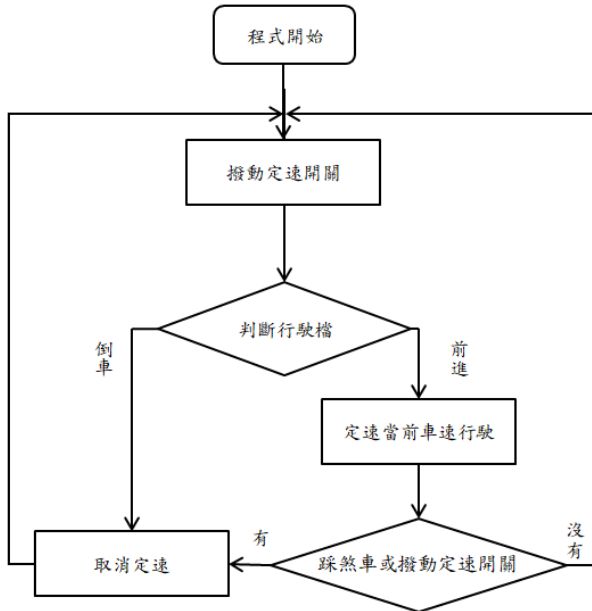 程式開始
撥動定速開關
判斷行駛檔
倒車
前進
定速當前車速行駛
踩煞車或撥動定速開關
有
沒有
取消定速